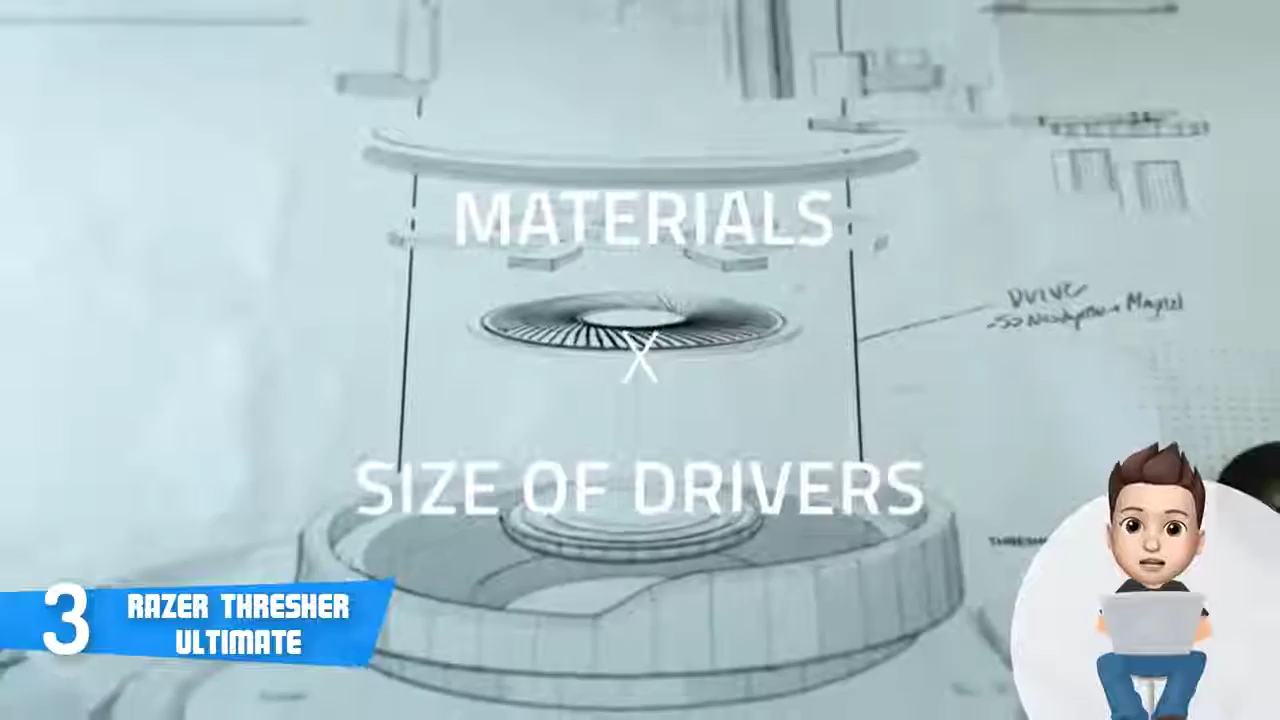 MATERIALS
X
SIZE OF DRIVERS
3
RAZER THRESHER
ULTIMATE